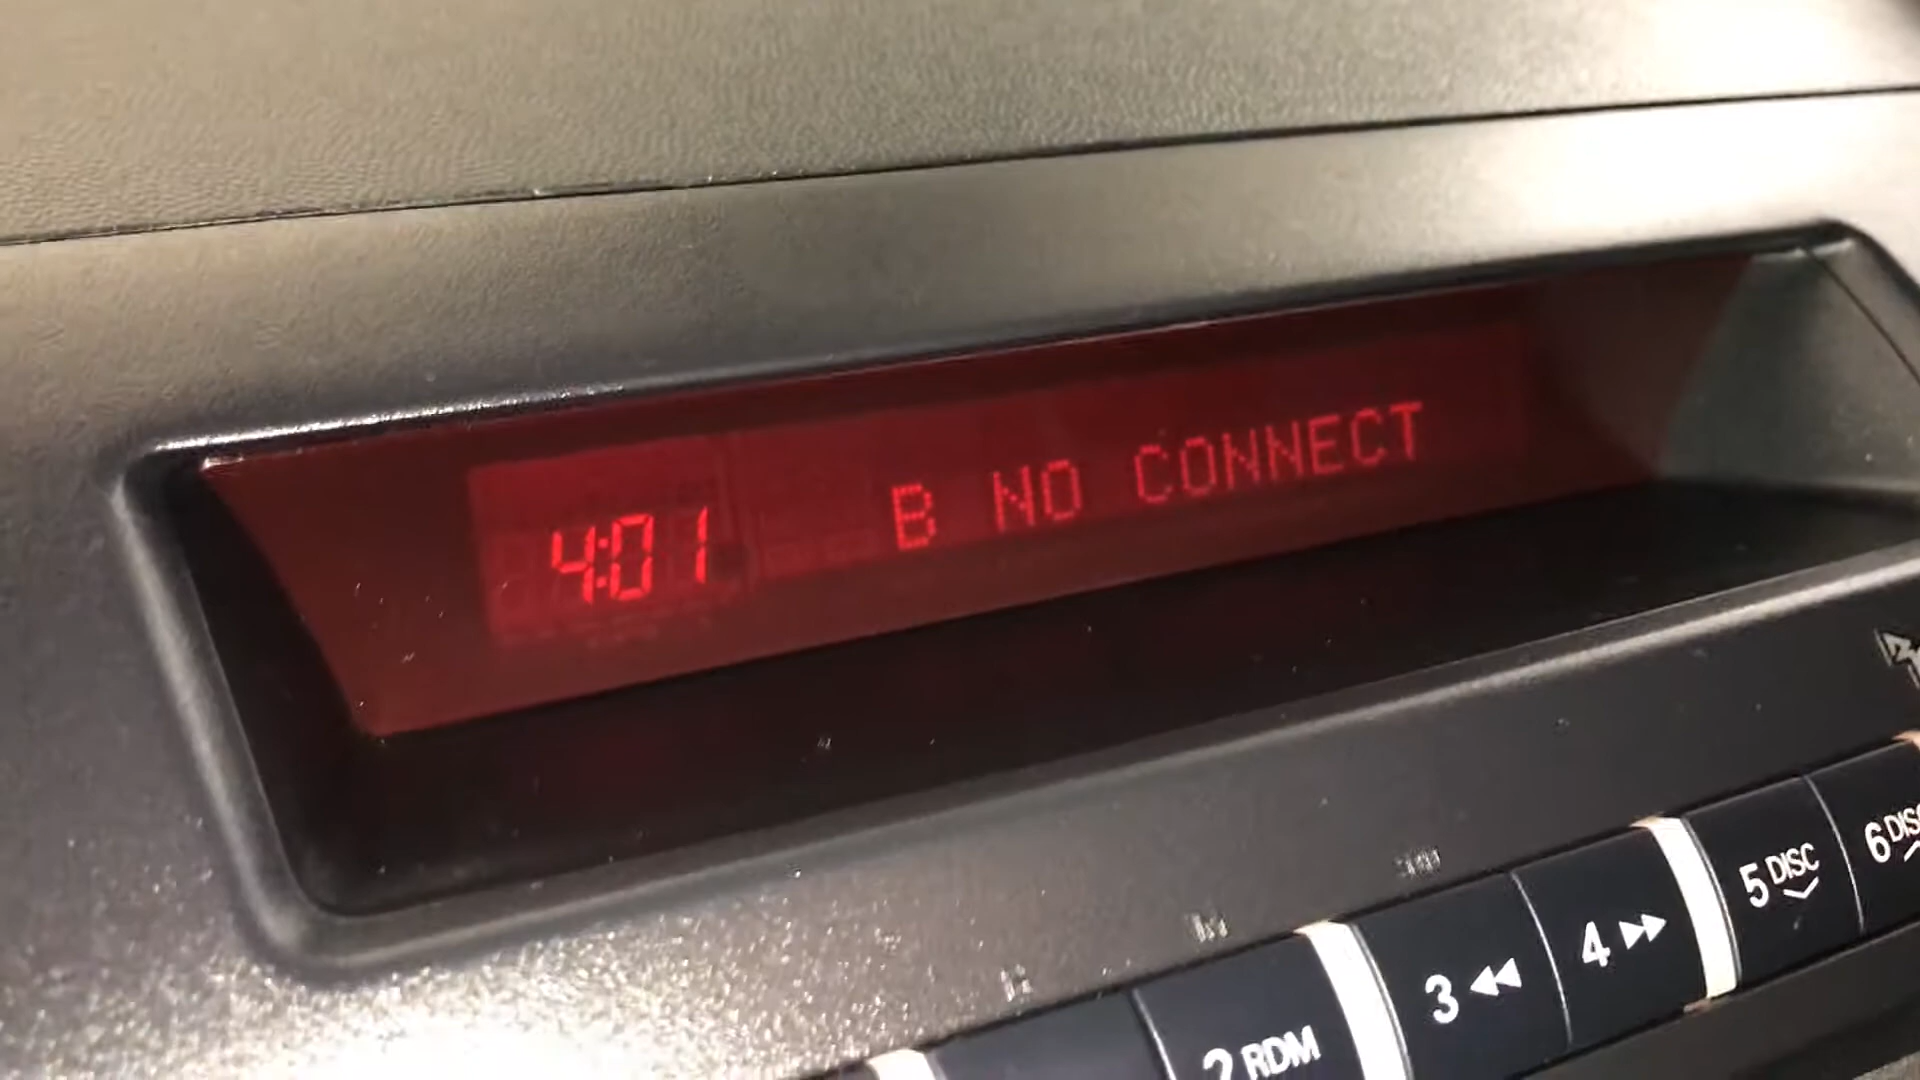 4:01 B NO CONNECT
2 RDM 3 ◀◀ 4 ▶▶ 5 DISC 6 DISC